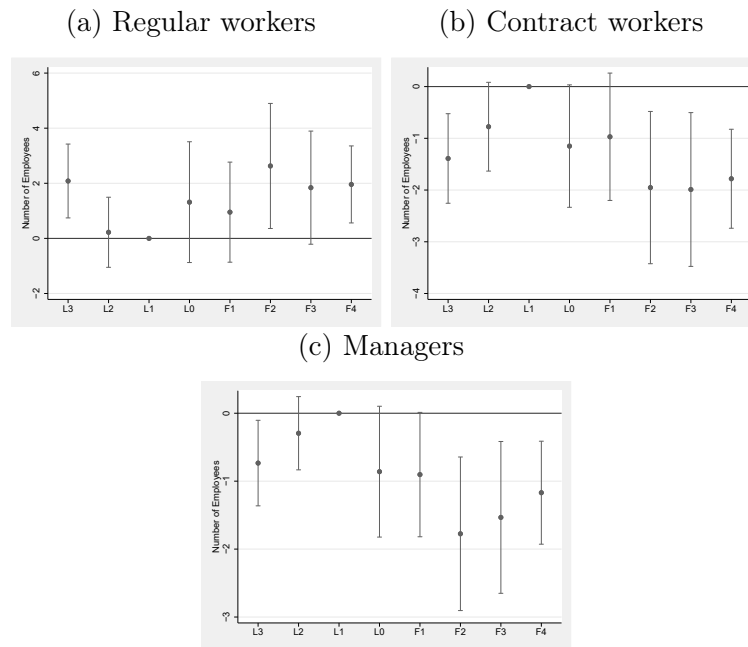 (a) Regular workers
Number of Employees
6
4
2
0
−2
L3 L2 L1 L0 F1 F2 F3 F4
(b) Contract workers
Number of Employees
0
−1
−2
−3
−4
L3 L2 L1 L0 F1 F2 F3 F4
(c) Managers
Number of Employees
0
−1
−2
−3
L3 L2 L1 L0 F1 F2 F3 F4